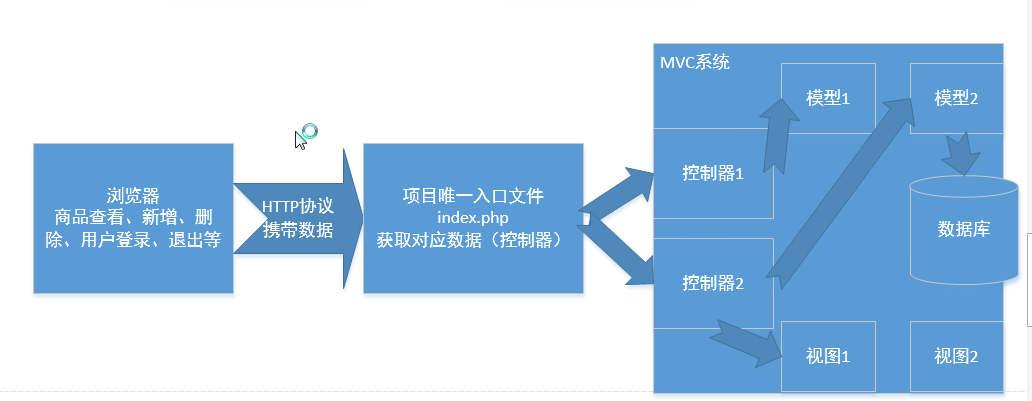 浏览器
商品查看、新增、删
除、用户登录、退出等
HTTP协议
携带数据
项目唯一入口文件
index.php
获取对应数据（控制器）
MVC系统
模型1
模型2
控制器1
数据库
控制器2
视图1
视图2